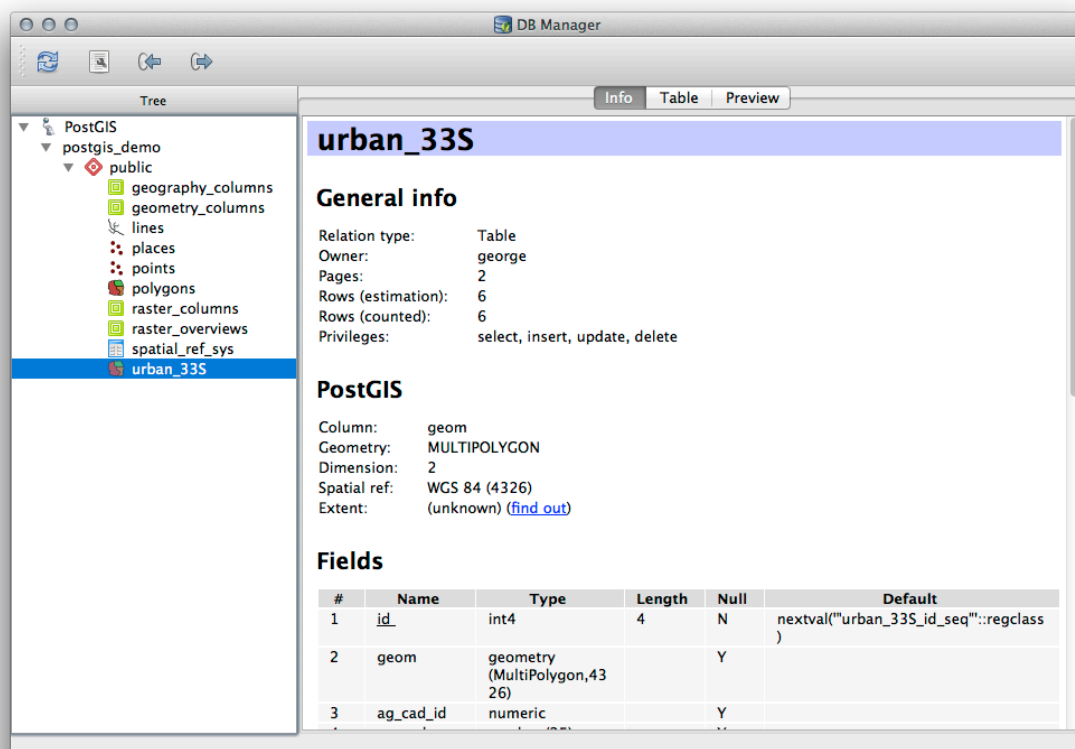 DB Manager
Tree
Info Table Preview
PostGIS
postgis_demo
public
geography_columns
geometry_columns
lines
places
points
polygons
raster_columns
raster_overviews
spatial_ref_sys
urban_33S
urban_33S
General info
Relation type: Table
Owner: george
Pages: 2
Rows (estimation): 6
Rows (counted): 6
Privileges: select, insert, update, delete
PostGIS
Column: geom
Geometry: MULTIPOLYGON
Dimension: 2
Spatial ref: WGS 84 (4326)
Extent: (unknown) (find out)
Fields
# Name Type Length Null Default
1 id int4 4 N nextval('"urban_33S_id_seq"'::regclass
)
2 geom geometry Y
(MultiPolygon,43
26)
3 ag_cad_id numeric Y